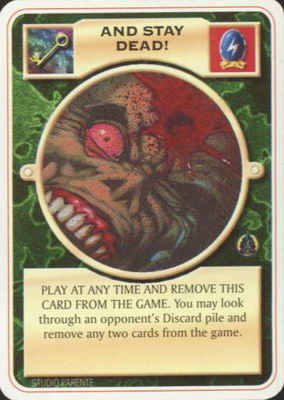 AND STAY
DEAD!
PLAY AT ANY TIME AND REMOVE THIS
CARD FROM THE GAME. You may look
through an opponent's Discard pile and
remove any two cards from the game.
STUDIO PARENTE